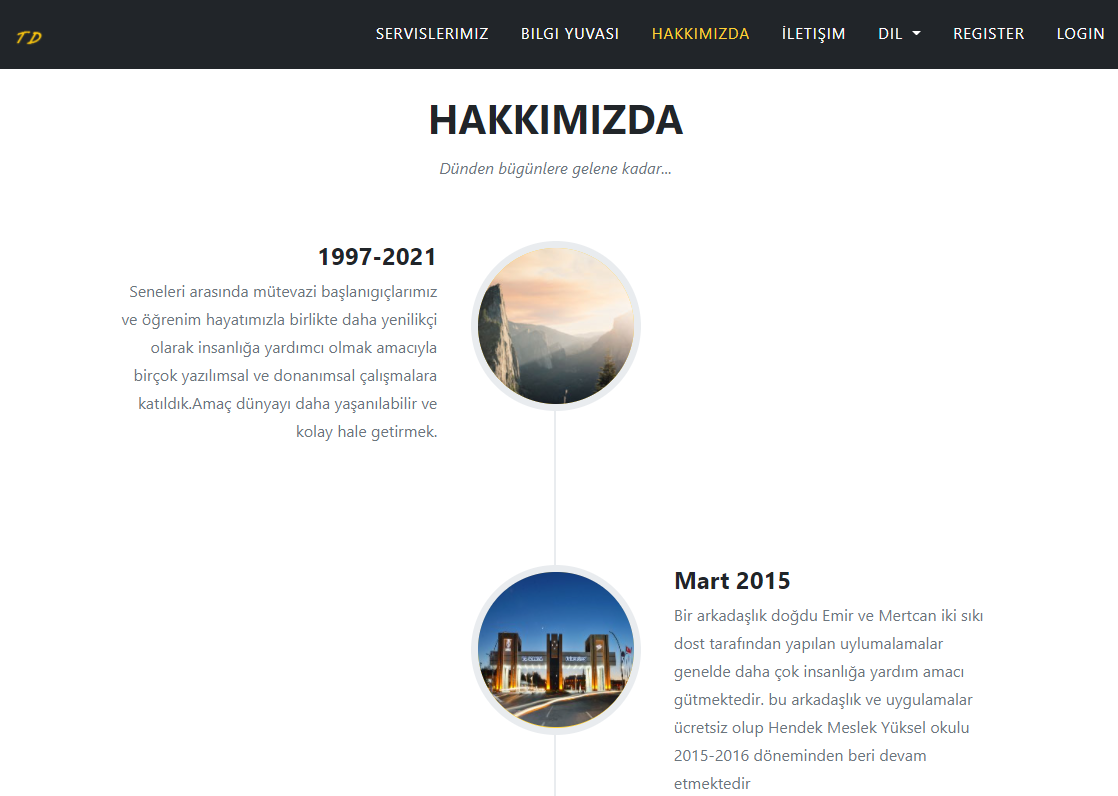 TD
SERVISLERIMIZ BILGI YUVASI HAKKIMIZDA İLETIŞIM DIL REGISTER LOGIN
HAKKIMIZDA
Dünden bügünlere gelene kadar...
1997-2021
Seneleri arasında mütevazi başlanıgıçlarımız
ve öğrenim hayatımızla birlikte daha yenilikçi
olarak insanlığa yardımcı olmak amacıyla
birçok yazılımsal ve donanımsal çalışmalara
katıldık.Amaç dünyayı daha yaşanılabilir ve
kolay hale getirmek.
Mart 2015
Bir arkadaşlık doğdu Emir ve Mertcan iki sıkı
dost tarafından yapılan uylumalamalar
genelde daha çok insanlığa yardım amacı
gütmektedir. bu arkadaşlık ve uygulamalar
ücretsiz olup Hendek Meslek Yüksel okulu
2015-2016 döneminden beri devam
etmektedir